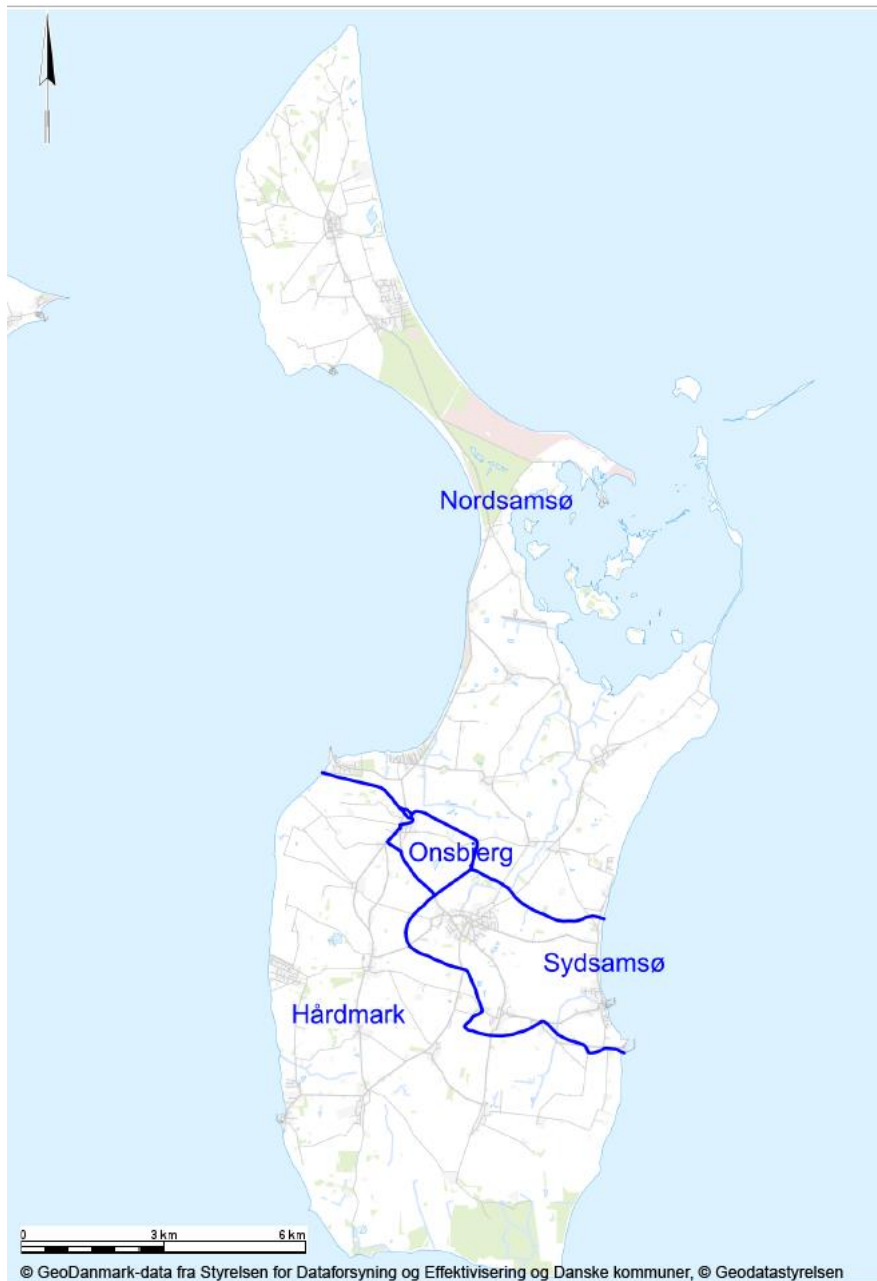 Nordsamsø
Onsbjerg
Sydsamsø
Hårdmark
0 3 km 6 km
© GeoDanmark-data fra Styrelsen for Dataforsyning og Effektivisering og Danske kommuner, © Geodatastyrelsen